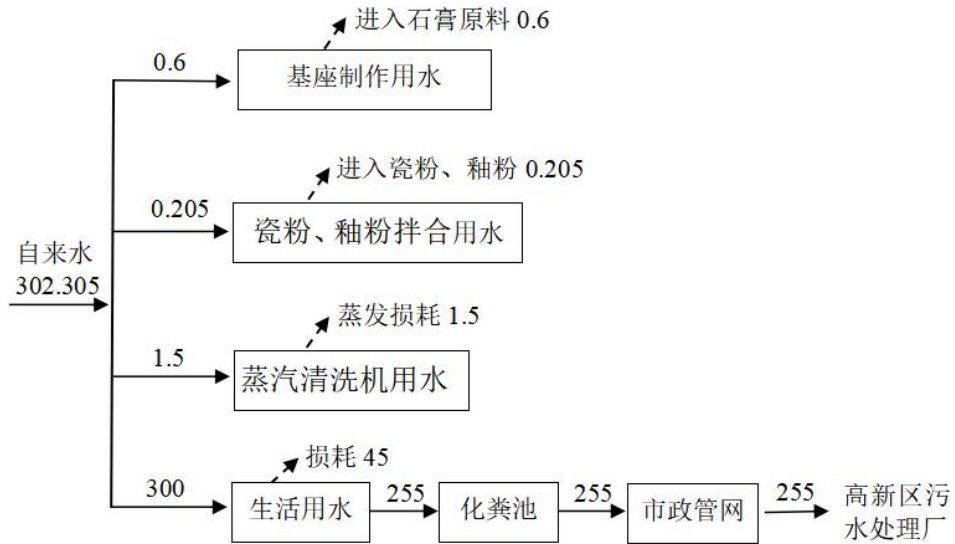 进入石膏原料 0.6
0.6
基座制作用水
进入瓷粉、釉粉 0.205
0.205
瓷粉、釉粉拌合用水
自来水
302.305
蒸发损耗 1.5
1.5
蒸汽清洗机用水
损耗 45
300
生活用水
255
化粪池
255
市政管网
255
高新区污
水处理厂